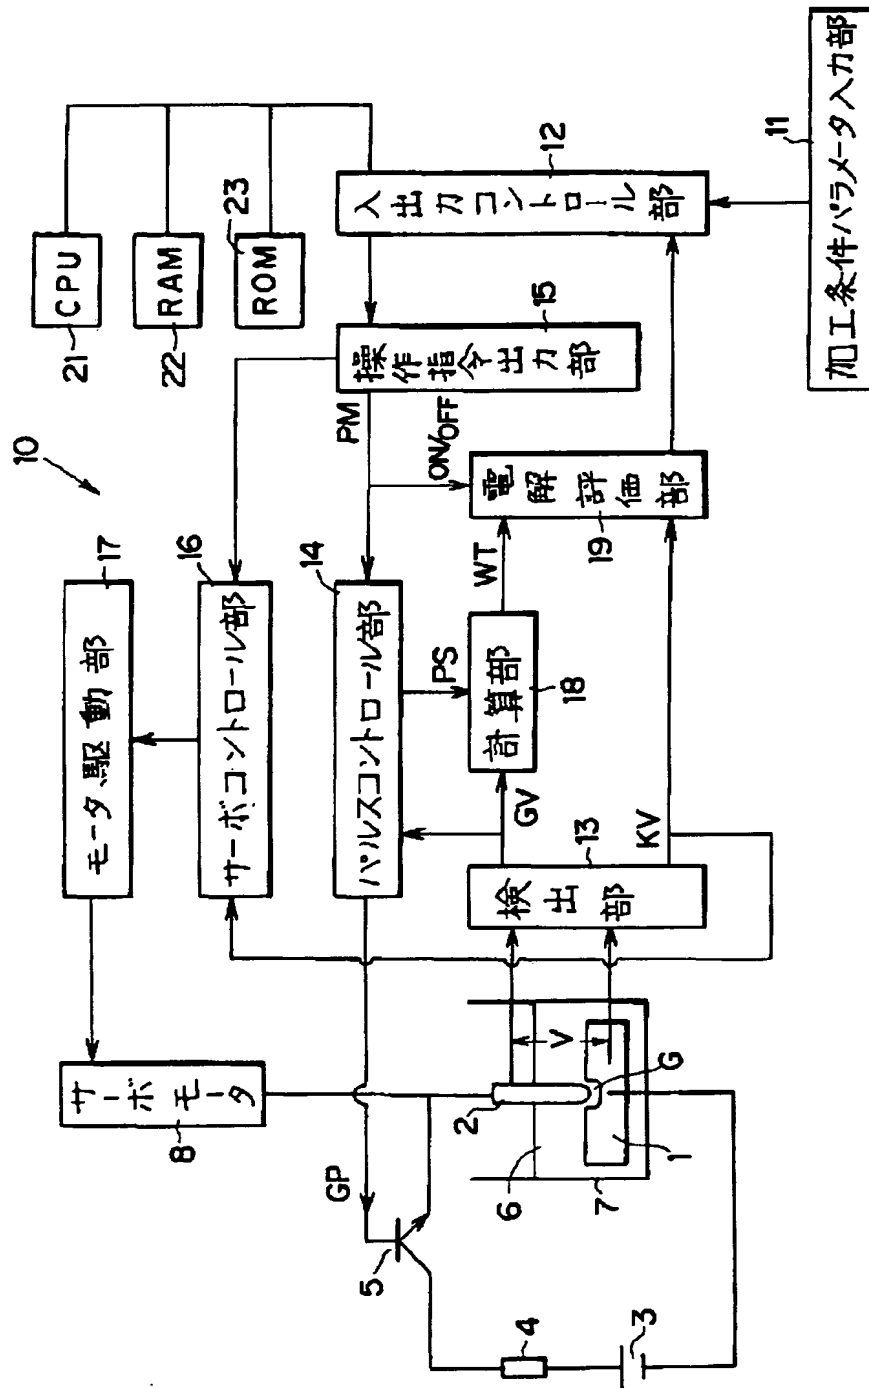 10
CPU
21
RAM
22
ROM
23
モータ駆動部
17
サーボコントロール部
16
サーボモータ
8
パルスコントロール部
14
操作指令出力部
15
入出力コントロール部
12
加工条件パラメータ入力部
11
PM
ON/OFF
GP
PS
計算部
18
WT
電解評価部
19
GV
検出部
13
KV
V
G
1
2
6
7
5
4
3